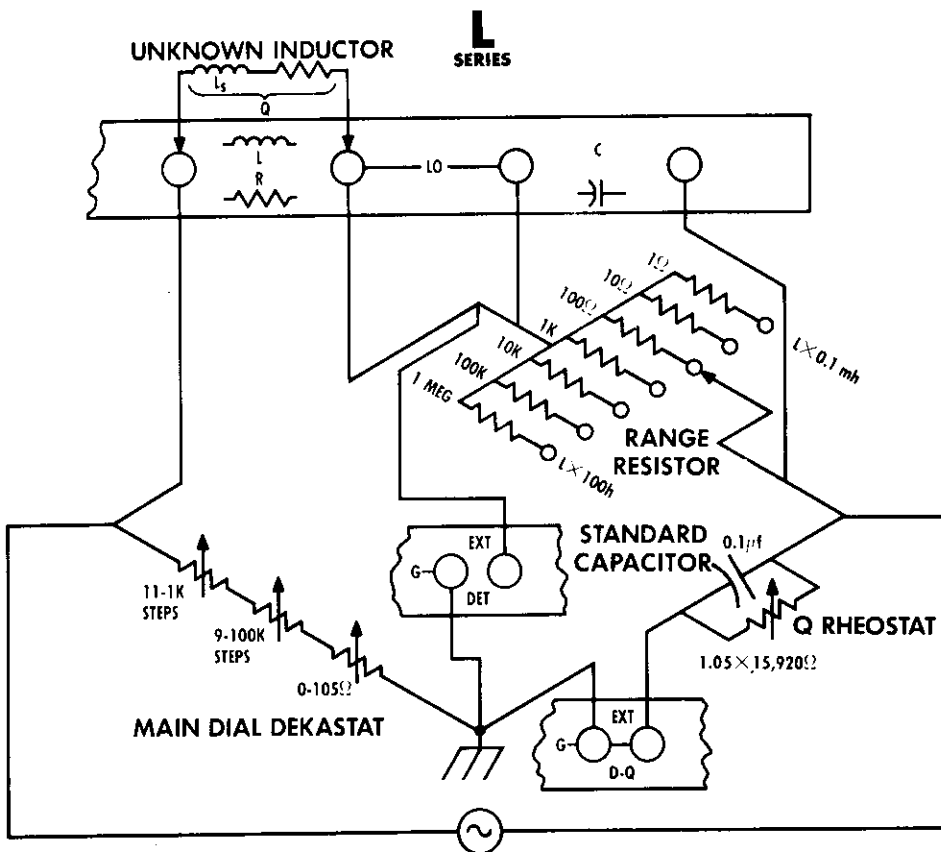 L
SERIES
UNKNOWN INDUCTOR
Ls
Q
L
R
LO
C
1Ω
10Ω
100Ω
1K
10K
100K
1 MEG
L×0.1 mh
L×100h
RANGE
RESISTOR
STANDARD
CAPACITOR
0.1µf
EXT
G
DET
11-1K
STEPS
9-100K
STEPS
0-105Ω
Q RHEOSTAT
1.05×15,920Ω
MAIN DIAL DEKASTAT
EXT
G
D-Q